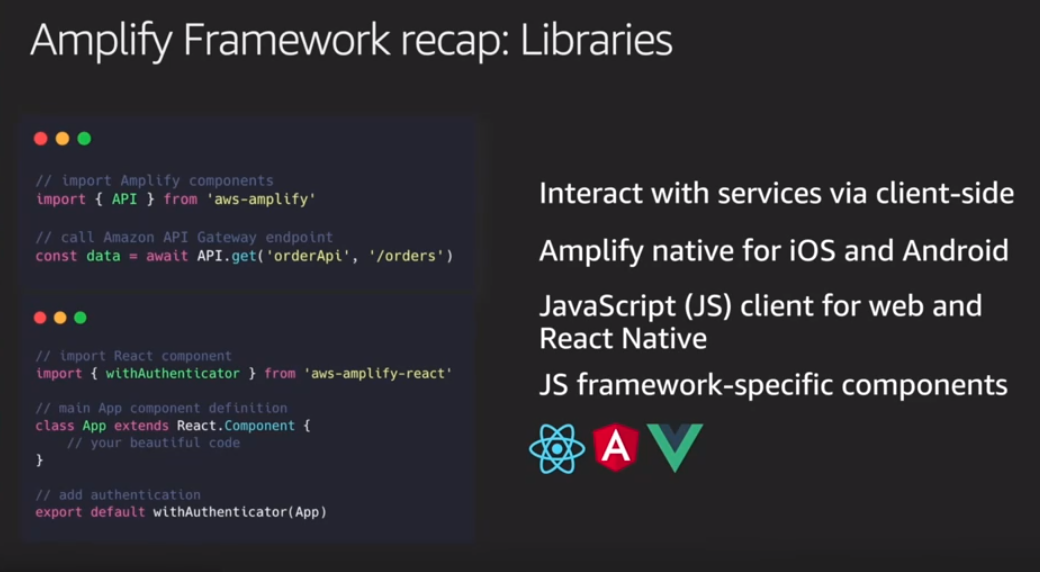 Amplify Framework recap: Libraries
// import Amplify components
import { API } from 'aws-amplify'
// call Amazon API Gateway endpoint
const data = await API.get('orderApi', '/orders')
// import React component
import { withAuthenticator } from 'aws-amplify-react'
// main App component definition
class App extends React.Component {
// your beautiful code
}
// add authentication
export default withAuthenticator(App)
Interact with services via client-side
Amplify native for iOS and Android
JavaScript (JS) client for web and
React Native
JS framework-specific components
A